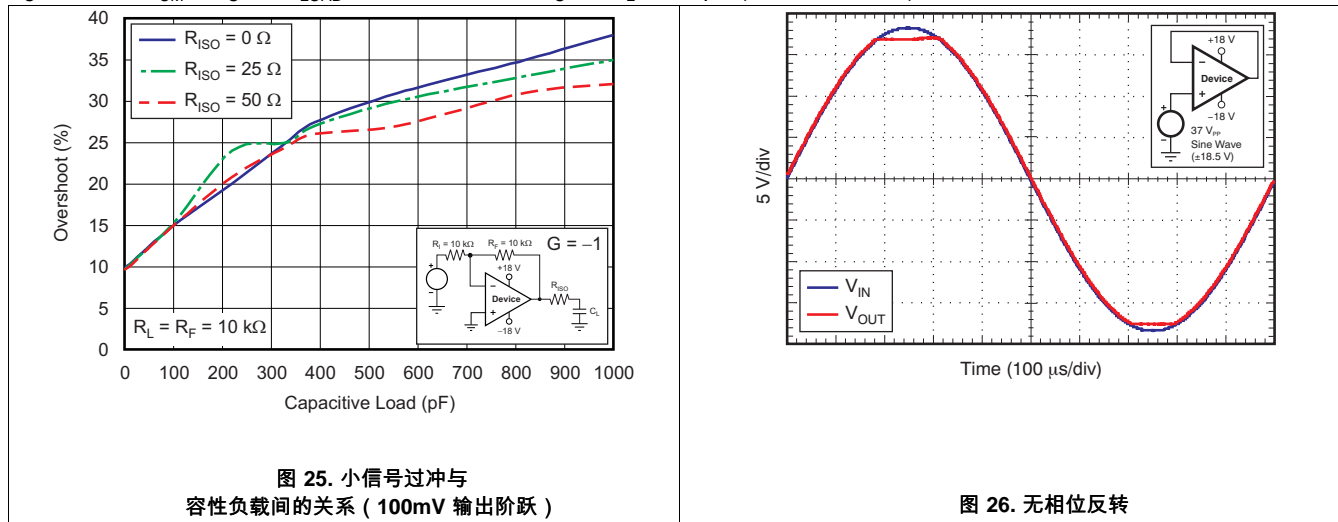 40
35
30
25
20
15
10
5
0
Overshoot (%)
R_ISO = 0 Ω
R_ISO = 25 Ω
R_ISO = 50 Ω
R_I = 10 kΩ
R_F = 10 kΩ
G = –1
+18 V
–
Device
+
–18 V
R_ISO
C_L
+
–
R_L = R_F = 10 kΩ
0 100 200 300 400 500 600 700 800 900 1000
Capacitive Load (pF)
图 25. 小信号过冲与
容性负载间的关系（100mV 输出阶跃）
5 V/div
+18 V
–
Device
+
–18 V
+
–
37 V_PP
Sine Wave
(±18.5 V)
V_IN
V_OUT
Time (100 μs/div)
图 26. 无相位反转